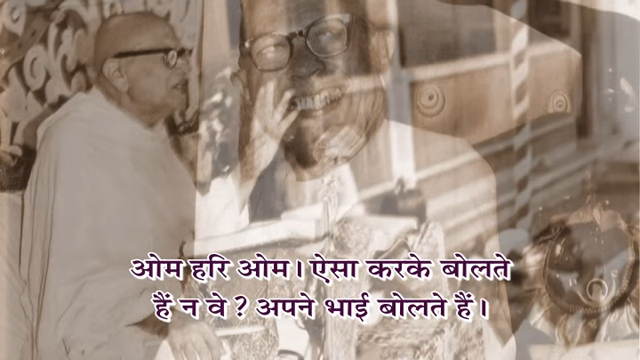 ओम हरि ओम। ऐसा करके बोलते
हैं न वे ? अपने भाई बोलते हैं।